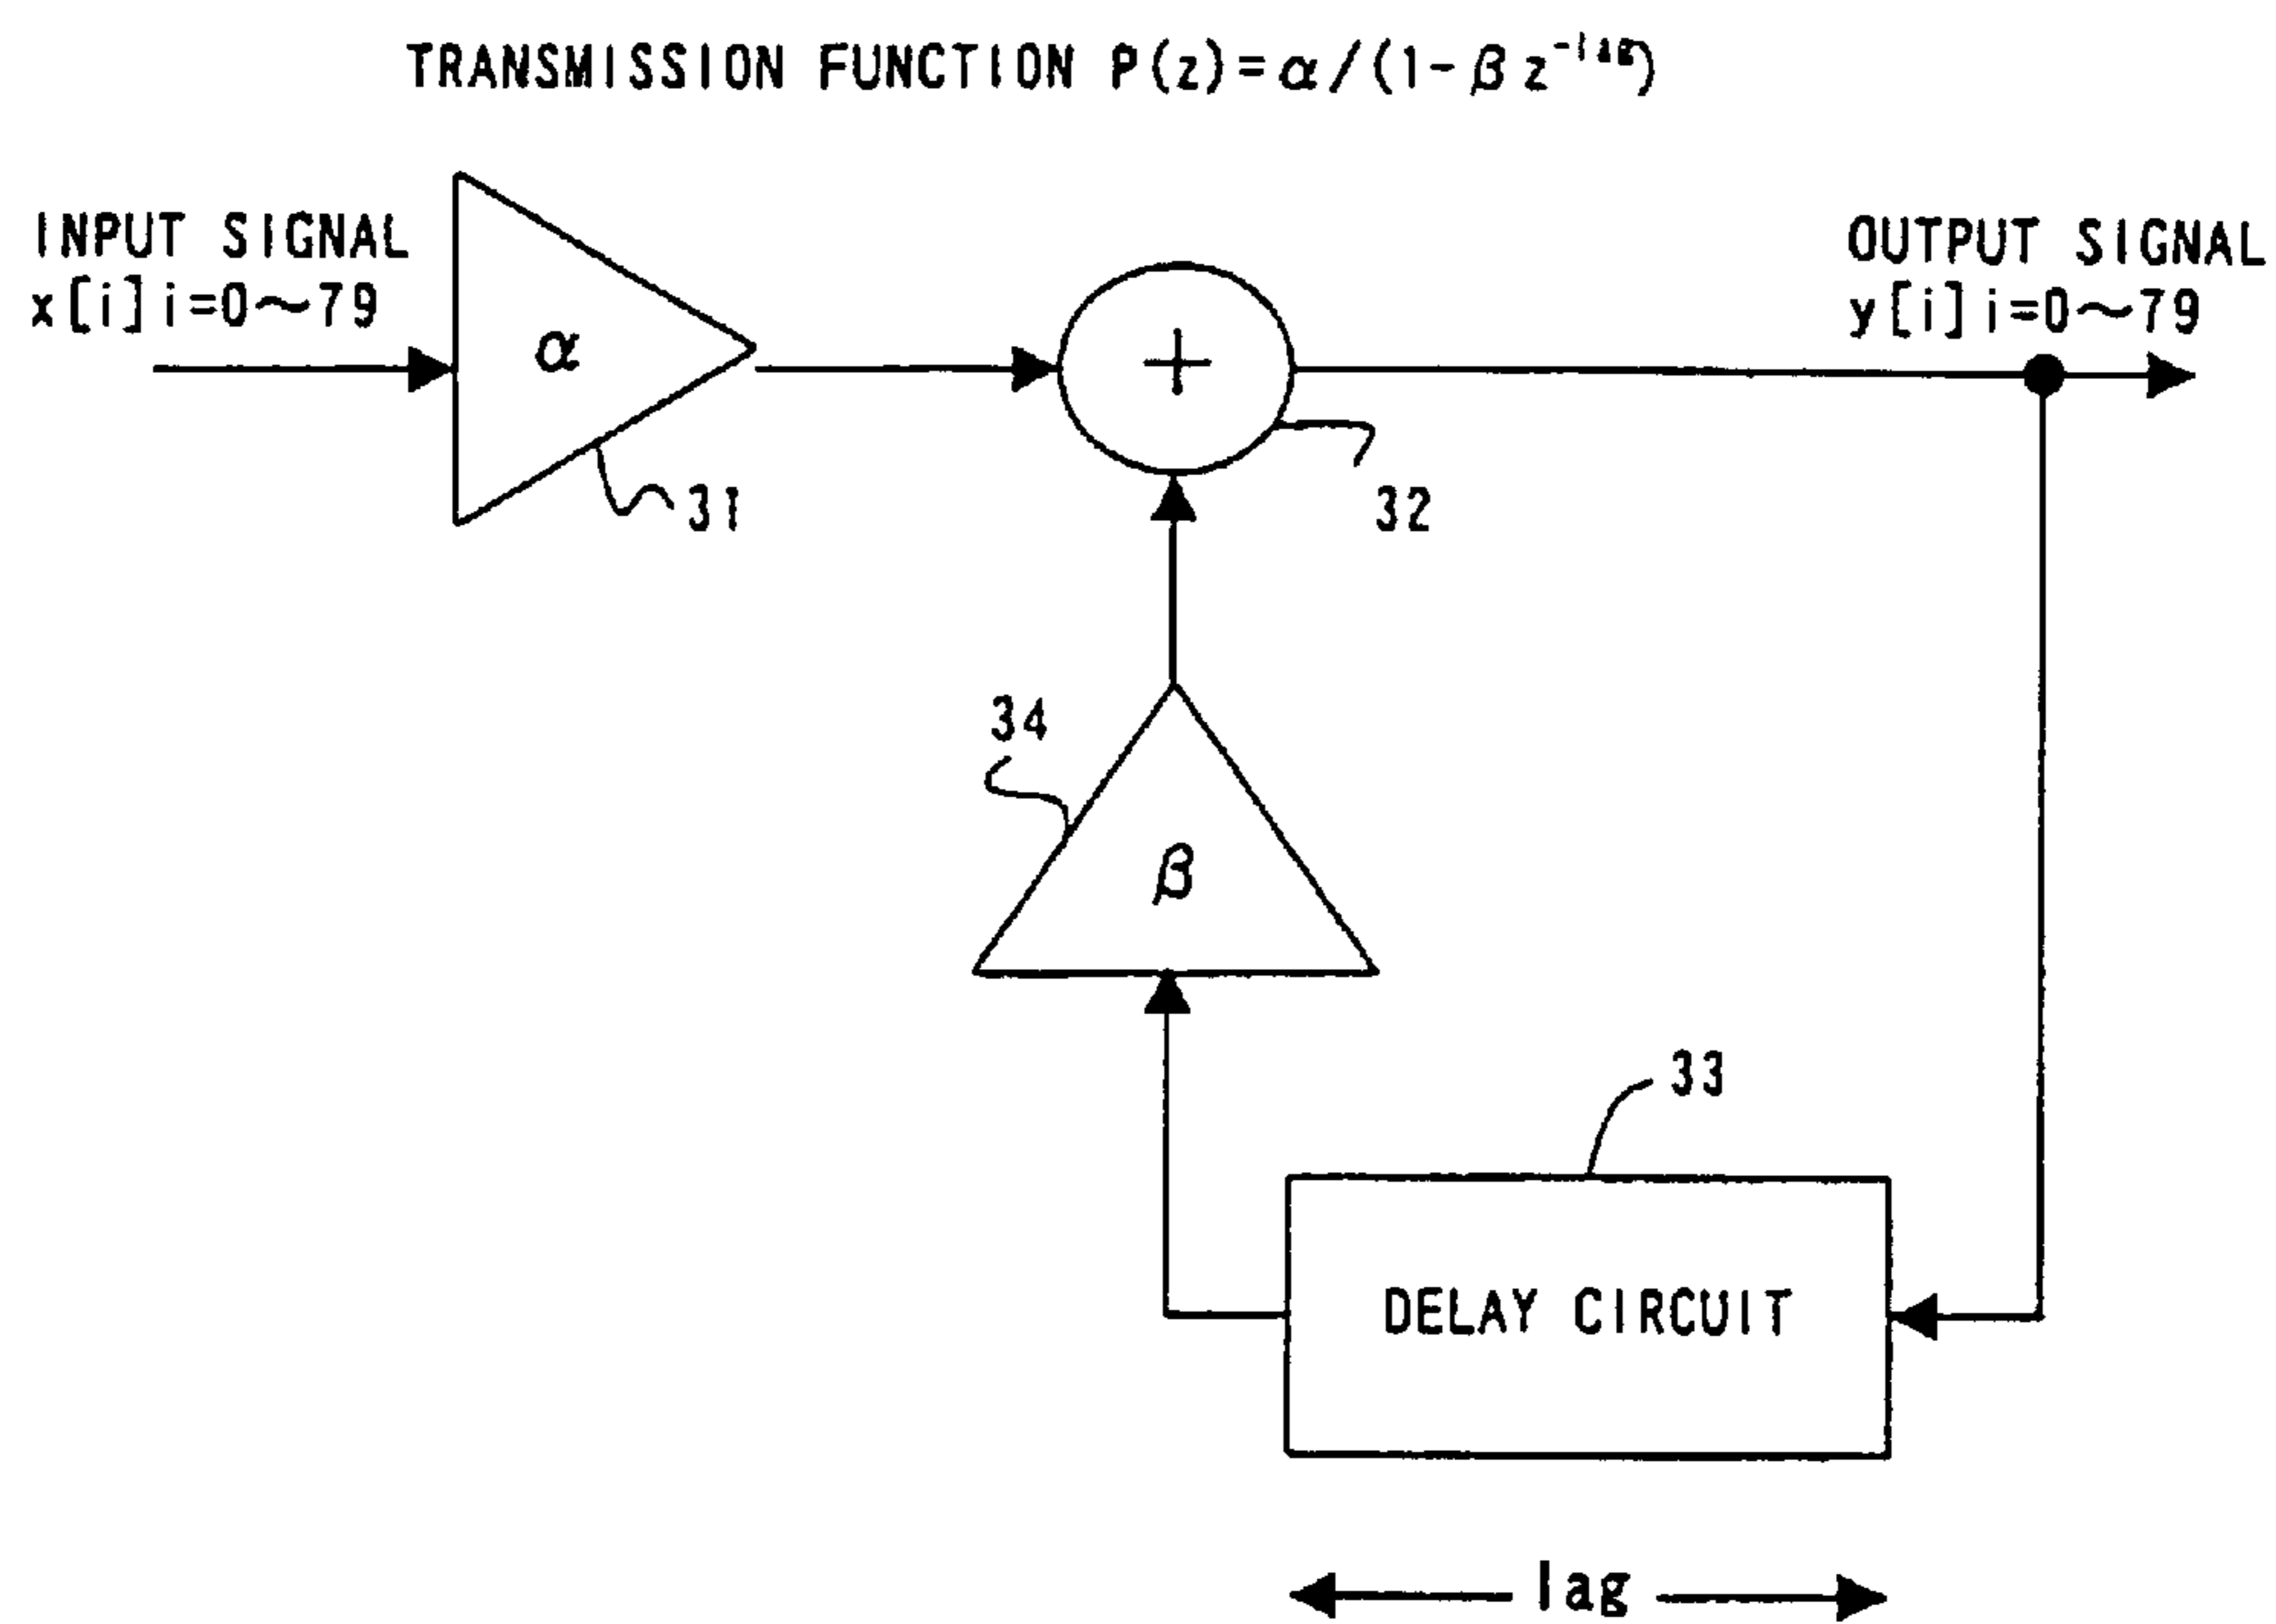 TRANSMISSION FUNCTION P(z)=α/(1-βz^-lag)
INPUT SIGNAL
x[i] i=0~79
OUTPUT SIGNAL
y[i] i=0~79
α
+
31
32
34
β
33
DELAY CIRCUIT
lag